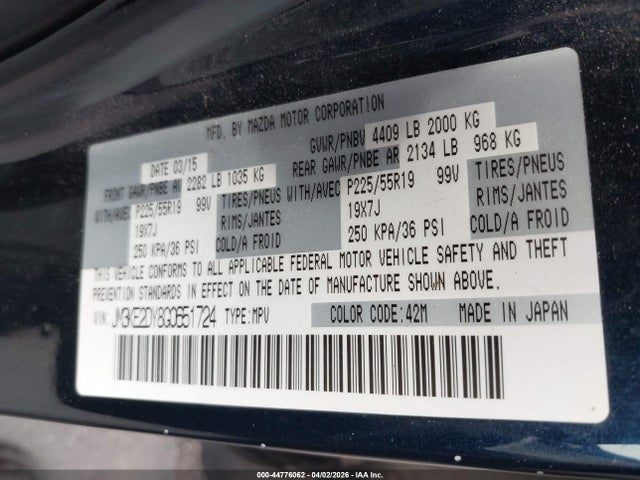 MFD. BY MAZDA MOTOR CORPORATION
DATE 03/15 GVWR/PNBV 4409 LB 2000 KG
FRONT GAWR/PNBE AV 2282 LB 1035 KG REAR GAWR/PNBE AR 2134 LB 968 KG
WITH/AVEC P225/55R19 99V TIRES/PNEUS WITH/AVEC P225/55R19 99V TIRES/PNEUS
19X7J RIMS/JANTES 19X7J RIMS/JANTES
250 KPA/36 PSI COLD/A FROID 250 KPA/36 PSI COLD/A FROID
THIS VEHICLE CONFORMS TO ALL APPLICABLE FEDERAL MOTOR VEHICLE SAFETY AND THEFT
PREVENTION STANDARDS IN EFFECT ON THE DATE OF MANUFACTURE SHOWN ABOVE.
VIN: JM3KE2DY8G0651724 TYPE:MPV COLOR CODE:42M MADE IN JAPAN
000-44776062 - 04/02/2026 - IAA Inc.